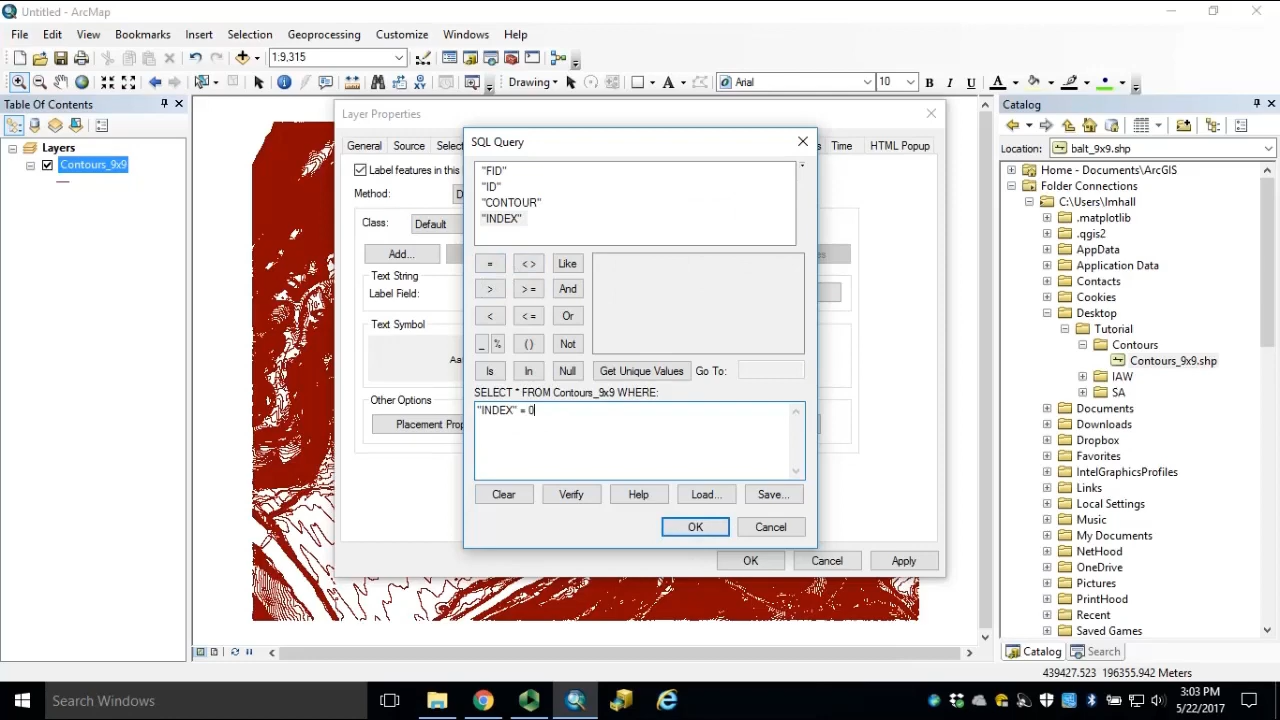 Untitled - ArcMap
File Edit View Bookmarks Insert Selection Geoprocessing Customize Windows Help
1:9,315
Drawing Arial 10 B I U A
Table Of Contents
Layers
Contours_9x9
Layer Properties
General Source Time HTML Popup
Label features in this
Method:
Class: Default
Add...
Text String
Label Field:
Text Symbol
Other Options
Placement Prop
OK Cancel Apply
SQL Query
"FID"
"ID"
"CONTOUR"
"INDEX"
= < > Like
> > = And
< < = Or
_ % ( ) Not
Is In Null Get Unique Values Go To:
SELECT * FROM Contours_9x9 WHERE:
"INDEX" = 0
Clear Verify Help Load... Save...
OK Cancel
Catalog
Location: balt_9x9.shp
Home - Documents\ArcGIS
Folder Connections
.matplotlib
.qgis2
AppData
Application Data
Contacts
Cookies
Desktop
Tutorial
Contours
Contours_9x9.shp
IAW
SA
Documents
Downloads
Dropbox
Favorites
IntelGraphicsProfiles
Links
Local Settings
Music
My Documents
NetHood
OneDrive
Pictures
PrintHood
Recent
Saved Games
Catalog Search
439427.523 196355.942 Meters
Search Windows
3:03 PM
5/22/2017